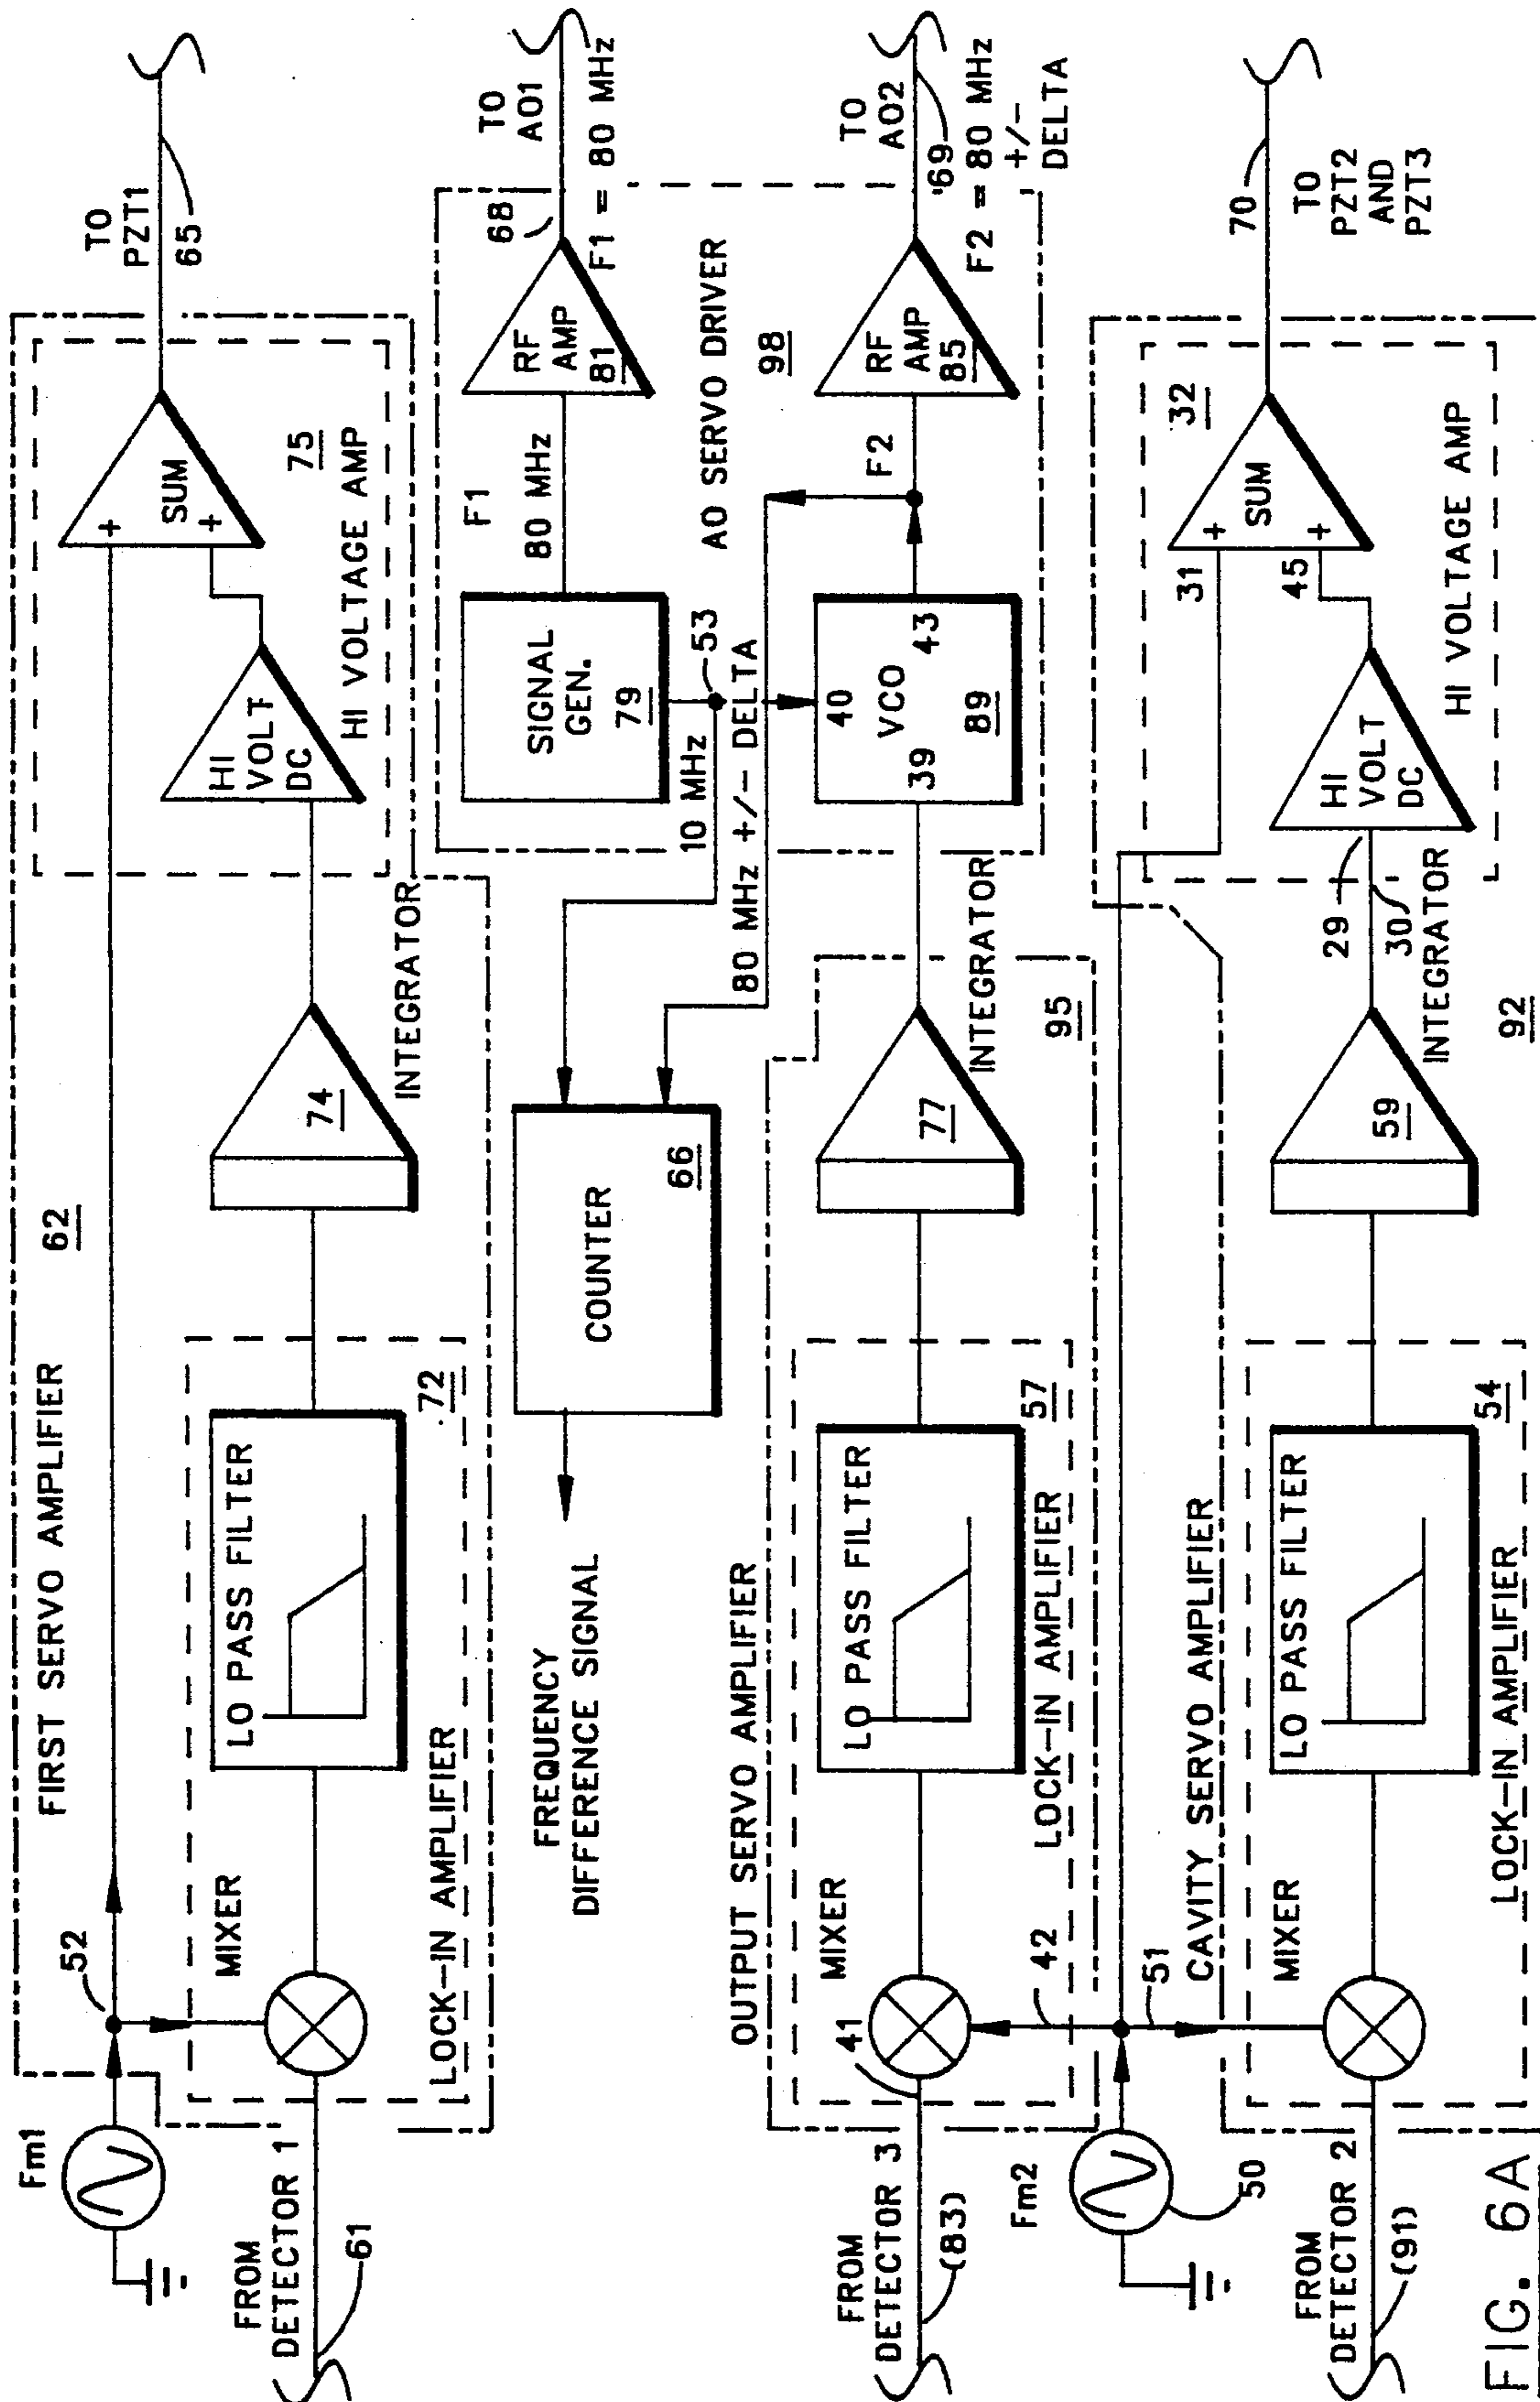 FIRST SERVO AMPLIFIER
62
Fm1
52
TO
PZT1
65
SUM
+
+
75
HI VOLTAGE AMP
HI
VOLT
DC
INTEGRATOR
74
LO PASS FILTER
72
MIXER
LOCK-IN AMPLIFIER
FROM
DETECTOR 1
61
FREQUENCY
DIFFERENCE SIGNAL
COUNTER
66
10 MHz
80 MHz +/- DELTA
53
SIGNAL
GEN.
79
F1
80 MHz
RF
AMP
81
68
TO
AO1
F1 = 80 MHz
AO SERVO DRIVER
98
40
VCO
39
43
89
F2
RF
AMP
85
TO
AO2
69
F2 = 80 MHz
+/-
DELTA
OUTPUT SERVO AMPLIFIER
FROM
DETECTOR 3
(83)
41
MIXER
42
LO PASS FILTER
57
LOCK-IN AMPLIFIER
77
INTEGRATOR
95
Fm2
50
51
CAVITY SERVO AMPLIFIER
FROM
DETECTOR 2
(91)
MIXER
LO PASS FILTER
54
LOCK-IN AMPLIFIER
59
INTEGRATOR
92
29
30
HI
VOLT
DC
31
45
+
+
SUM
32
HI VOLTAGE AMP
70
TO
PZT2
AND
PZT3
FIG. 6A